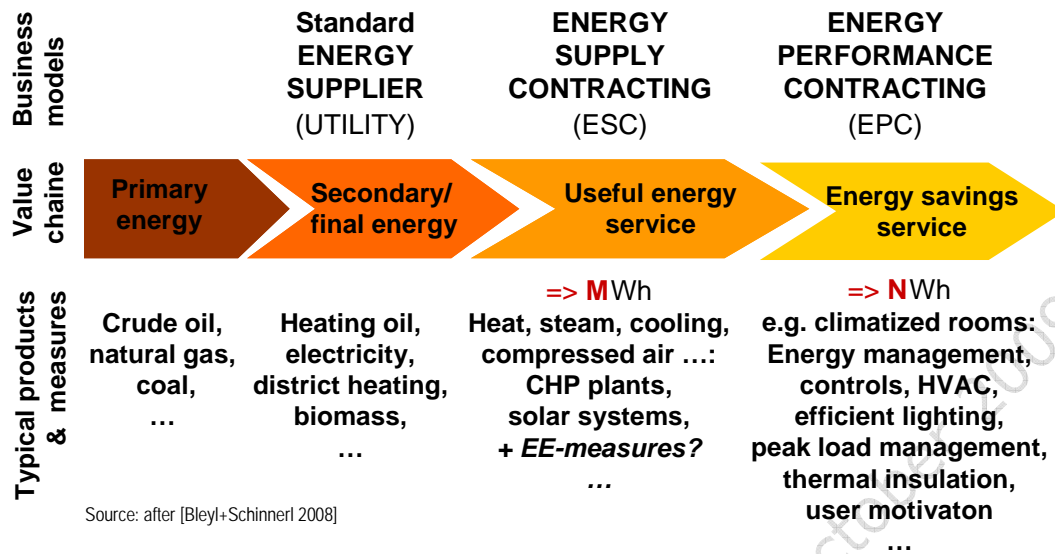 Business
models
Standard
ENERGY
SUPPLIER
(UTILITY)
ENERGY
SUPPLY
CONTRACTING
(ESC)
ENERGY
PERFORMANCE
CONTRACTING
(EPC)
Value
chaine
Primary
energy
Secondary/
final energy
Useful energy
service
Energy savings
service
Typical products
& measures
Crude oil,
natural gas,
coal,
…
Heating oil,
electricity,
district heating,
biomass,
…
=> MWh
Heat, steam, cooling,
compressed air …:
CHP plants,
solar systems,
+ EE-measures?
…
=> NWh
e.g. climatized rooms:
Energy management,
controls, HVAC,
efficient lighting,
peak load management,
thermal insulation,
user motivaton
…
Source: after [Bleyl+Schinnerl 2008]